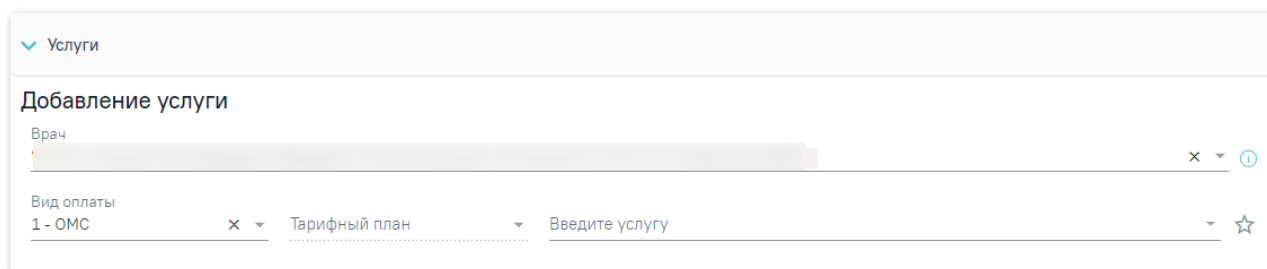 Услуги
Добавление услуги
Врач
Вид оплаты
1 - ОМС
Тарифный план
Введите услугу